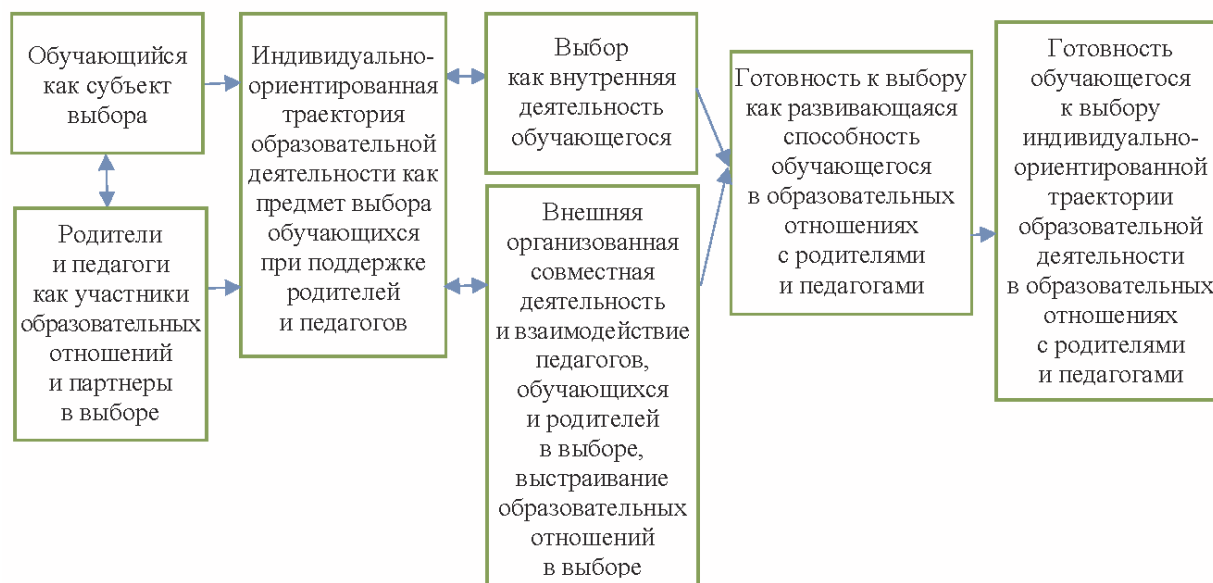 Обучающийся
как субъект
выбора
Родители
и педагоги
как участники
образовательных
отношений
и партнеры
в выборе
Индивидуально-
ориентированная
траектория
образовательной
деятельности как
предмет выбора
обучающихся
при поддержке
родителей
и педагогов
Выбор
как внутренняя
деятельность
обучающегося
Внешняя
организованная
совместная
деятельность
и взаимодействие
педагогов,
обучающихся
и родителей
в выборе,
выстраивание
образовательных
отношений
в выборе
Готовность к выбору
как развивающаяся
способность
обучающегося
в образовательных
отношениях
с родителями
и педагогами
Готовность
обучающегося
к выбору
индивидуально-
ориентированной
траектории
образовательной
деятельности
в образовательных
отношениях
с родителями
и педагогами